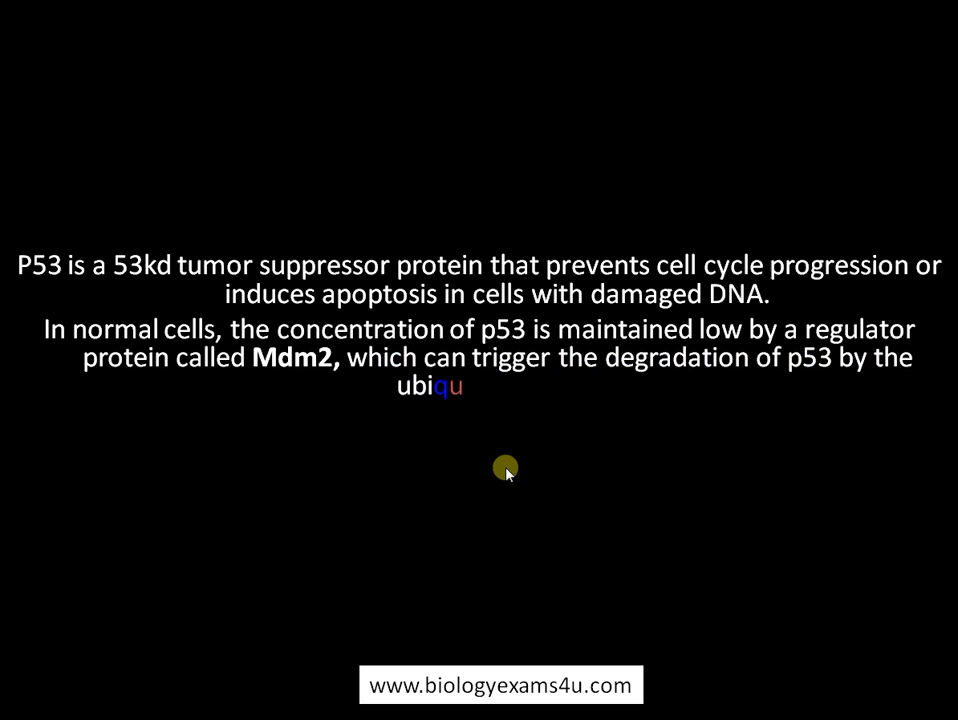 P53 is a 53kd tumor suppressor protein that prevents cell cycle progression or
induces apoptosis in cells with damaged DNA.
In normal cells, the concentration of p53 is maintained low by a regulator
protein called Mdm2, which can trigger the degradation of p53 by the
ubiqu
www.biologyexams4u.com